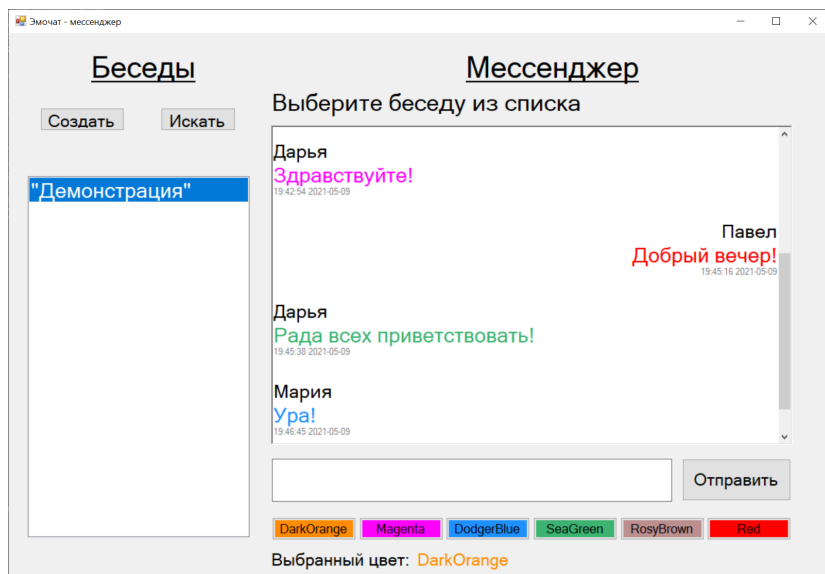 Эмочат - мессенджер
Беседы
Мессенджер
Создать
Искать
Выберите беседу из списка
"Демонстрация"
Дарья
Здравствуйте!
19:42:54 2021-05-09
Павел
Добрый вечер!
19:45:16 2021-05-09
Дарья
Рада всех приветствовать!
19:45:38 2021-05-09
Мария
Ура!
19:46:45 2021-05-09
Отправить
DarkOrange
Magenta
DodgerBlue
SeaGreen
RosyBrown
Red
Выбранный цвет: DarkOrange